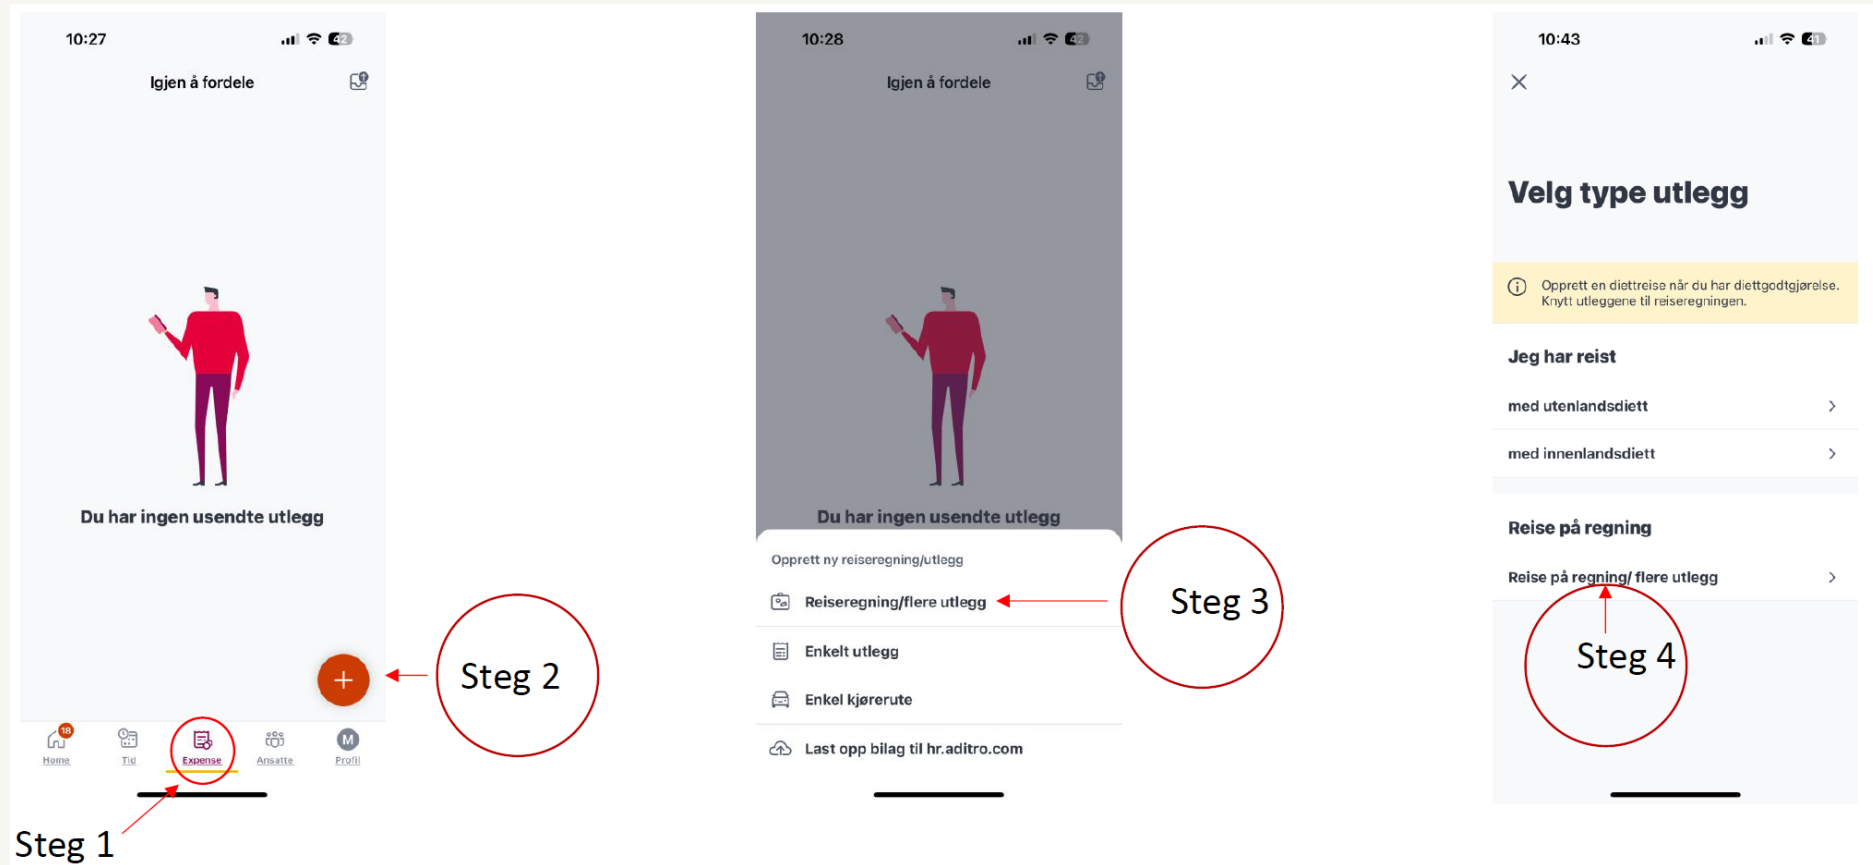 10:27
42
Igjen å fordele
Du har ingen usendte utlegg
Steg 2
18
Home
Tid
Expense
Ansatte
M
Profil
Steg 1
10:28
42
Igjen å fordele
Du har ingen usendte utlegg
Opprett ny reiseregning/utlegg
Reiseregning/flere utlegg
Enkelt utlegg
Enkel kjørerute
Last opp bilag til hr.aditro.com
Steg 3
10:43
41
Velg type utlegg
Opprett en diettreise når du har diettgodtgjørelse.
Knytt utleggene til reiseregningen.
Jeg har reist
med utenlandsdiett
med innenlandsdiett
Reise på regning
Reise på regning/ flere utlegg
Steg 4